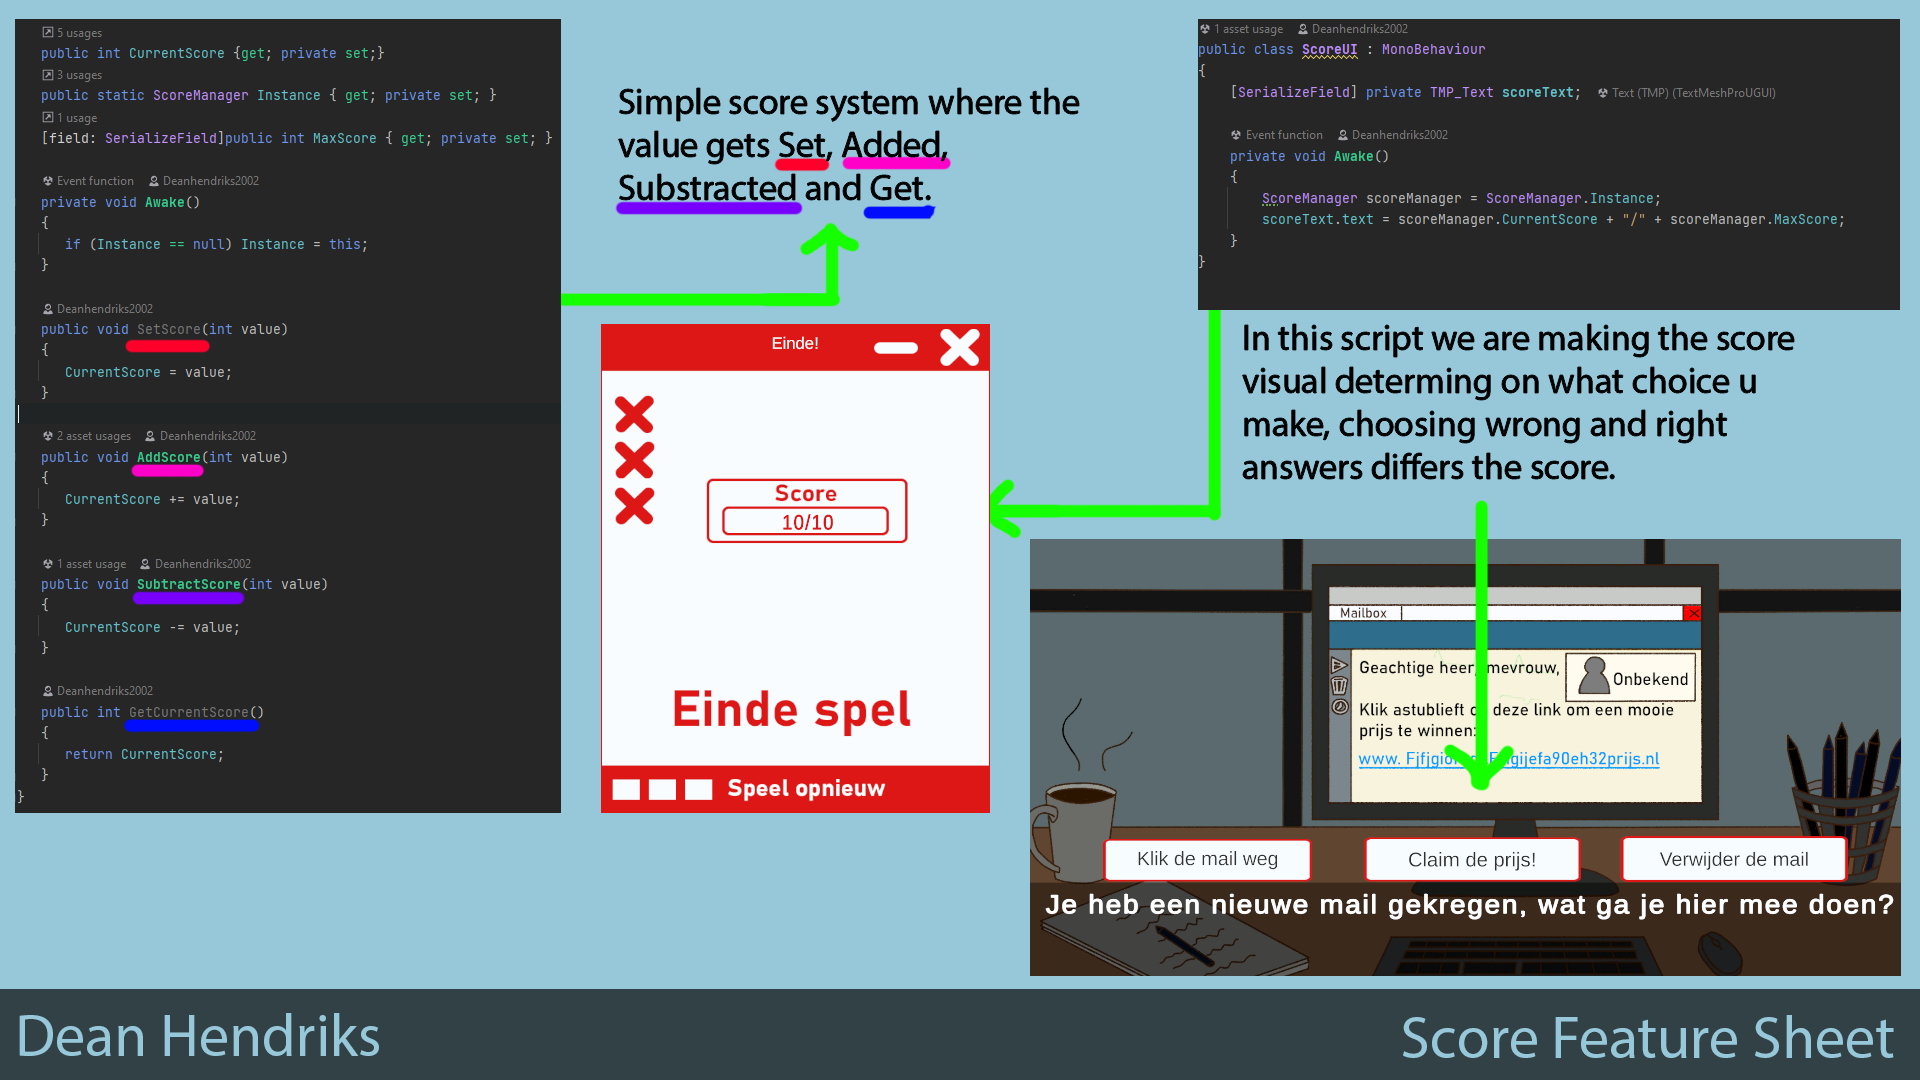 5 usages
public int CurrentScore {get; private set;}
3 usages
public static ScoreManager Instance { get; private set; }
1 usage
[field: SerializeField]public int MaxScore { get; private set; }
Event function Deanhendriks2002
private void Awake()
{
if (Instance == null) Instance = this;
}
Deanhendriks2002
public void SetScore(int value)
{
CurrentScore = value;
}
2 asset usages Deanhendriks2002
public void AddScore(int value)
{
CurrentScore += value;
}
1 asset usage Deanhendriks2002
public void SubtractScore(int value)
{
CurrentScore -= value;
}
Deanhendriks2002
public int GetCurrentScore()
{
return CurrentScore;
}
}
Simple score system where the
value gets Set, Added,
Substracted and Get.
Einde!
Score
10/10
Einde spel
Speel opnieuw
1 asset usage Deanhendriks2002
public class ScoreUI : MonoBehaviour
{
[SerializeField] private TMP_Text scoreText; Text (TMP) (TextMeshProUGUI)
Event function Deanhendriks2002
private void Awake()
{
ScoreManager scoreManager = ScoreManager.Instance;
scoreText.text = scoreManager.CurrentScore + "/" + scoreManager.MaxScore;
}
}
In this script we are making the score
visual determing on what choice u
make, choosing wrong and right
answers differs the score.
Mailbox
Geachtige heer, mevrouw,
Onbekend
Klik astublieft deze link om een mooie
prijs te winnen:
www.
Klik de mail weg
Claim de prijs!
Verwijder de mail
Je heb een nieuwe mail gekregen, wat ga je hier mee doen?
Dean Hendriks
Score Feature Sheet